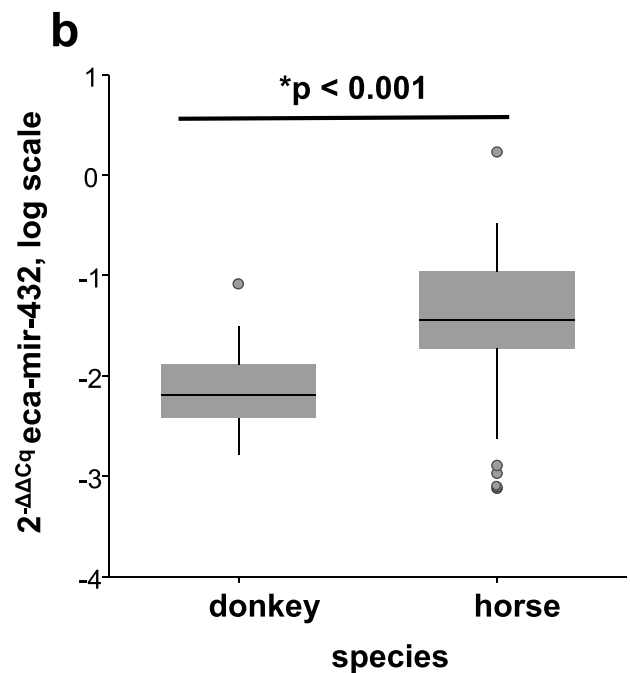 b
*p < 0.001
1
0
-1
-2
-3
-4
2-ΔΔCq eca-mir-432, log scale
donkey horse
species